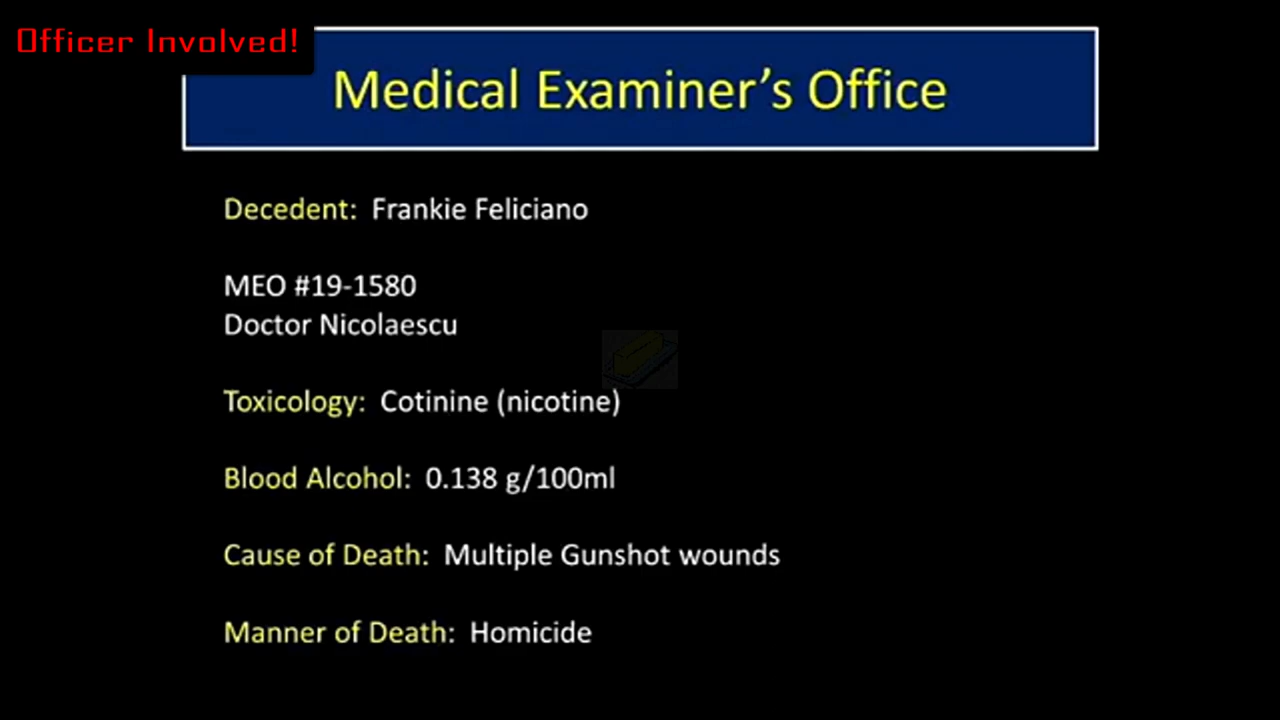 Officer Involved!
Medical Examiner’s Office
Decedent: Frankie Feliciano
MEO #19-1580
Doctor Nicolaescu
Toxicology: Cotinine (nicotine)
Blood Alcohol: 0.138 g/100ml
Cause of Death: Multiple Gunshot wounds
Manner of Death: Homicide